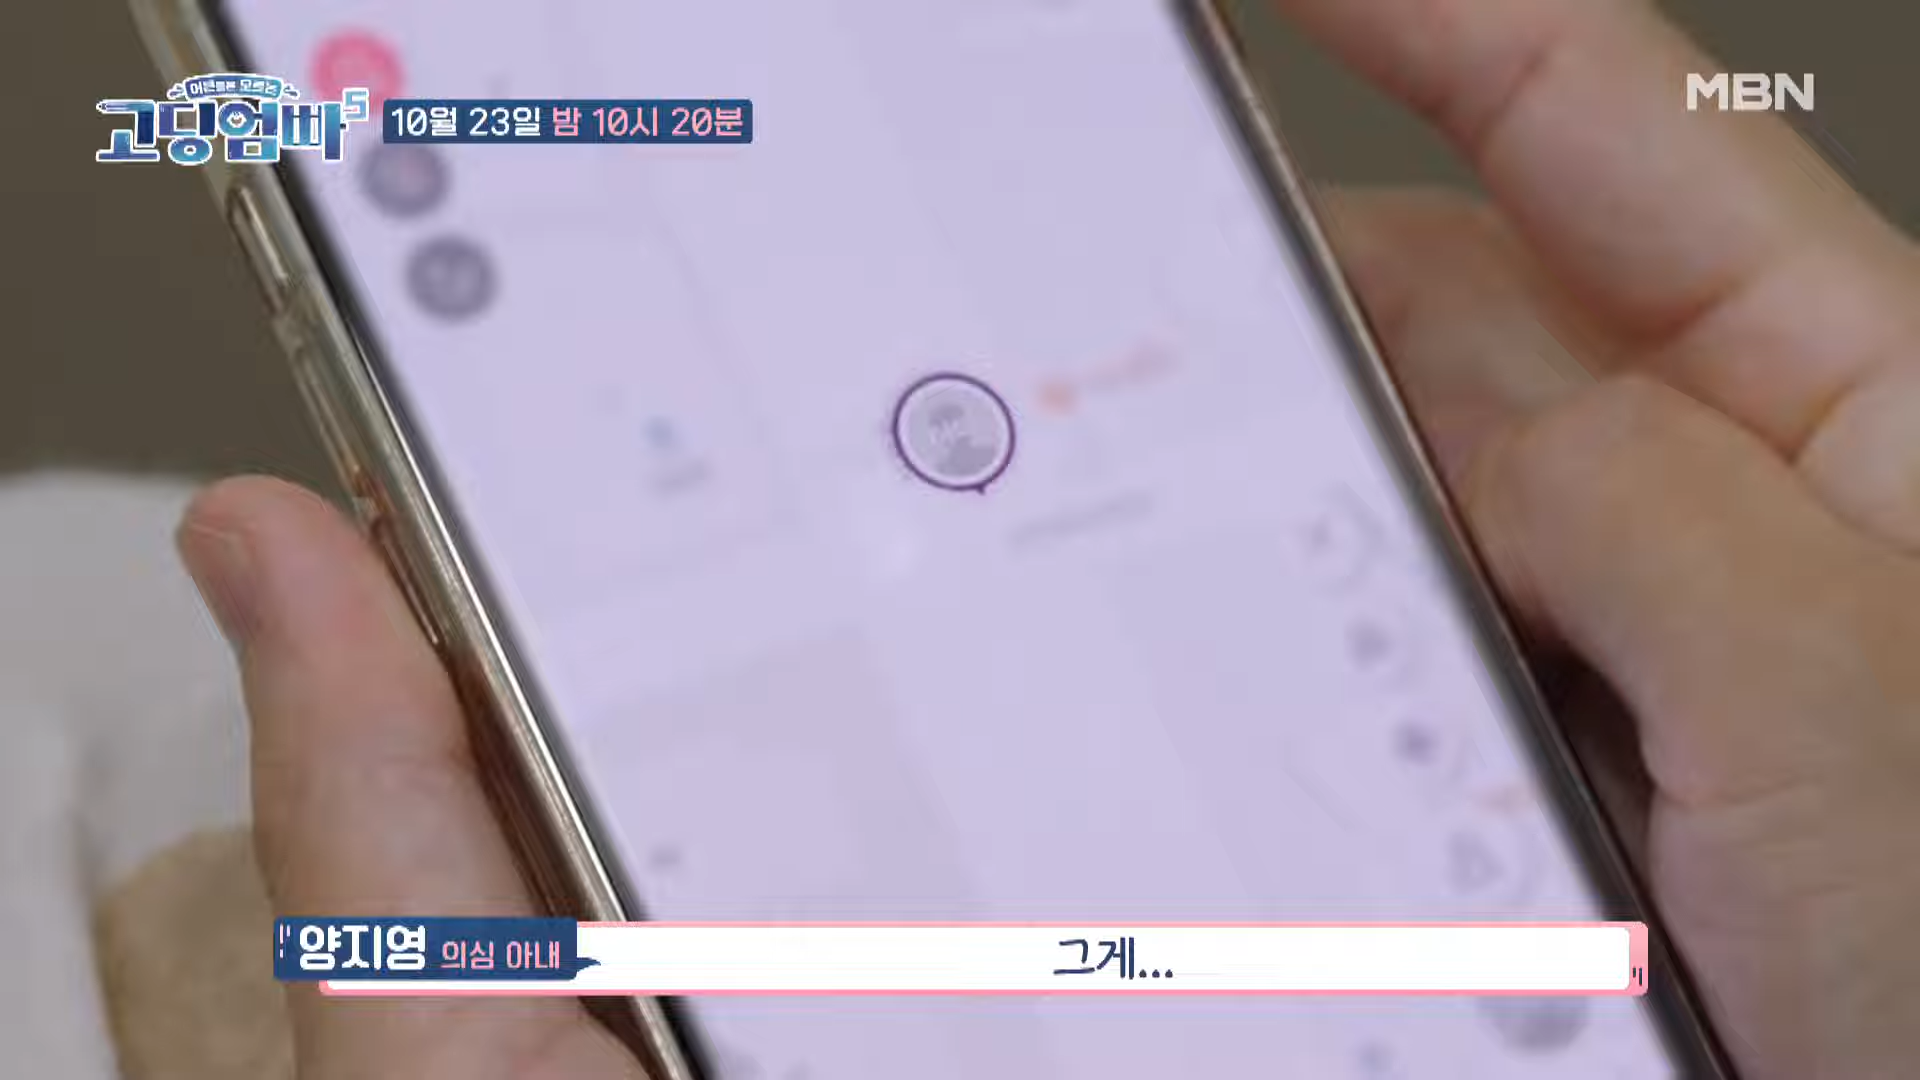 어른들은 모르는
고딩엄빠5
10월 23일 밤 10시 20분
MBN
양지영 의심 아내
그게...